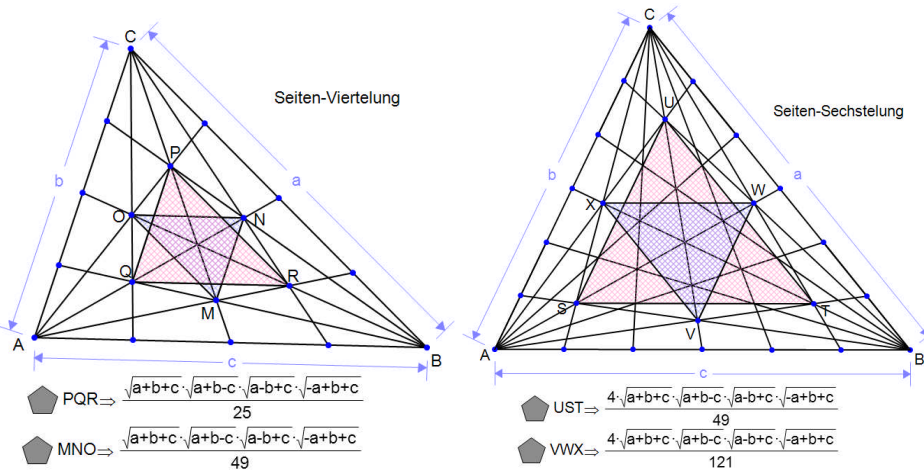 C
Seiten-Viertelung
P
b
a
O
N
Q
R
M
A
B
c
PQR⇒ √a+b+c·√a+b-c·√a-b+c·√-a+b+c / 25
MNO⇒ √a+b+c·√a+b-c·√a-b+c·√-a+b+c / 49
C
U
Seiten-Sechstelung
b
a
X
W
S
T
V
A
B
c
UST⇒ 4·√a+b+c·√a+b-c·√a-b+c·√-a+b+c / 49
VWX⇒ 4·√a+b+c·√a+b-c·√a-b+c·√-a+b+c / 121